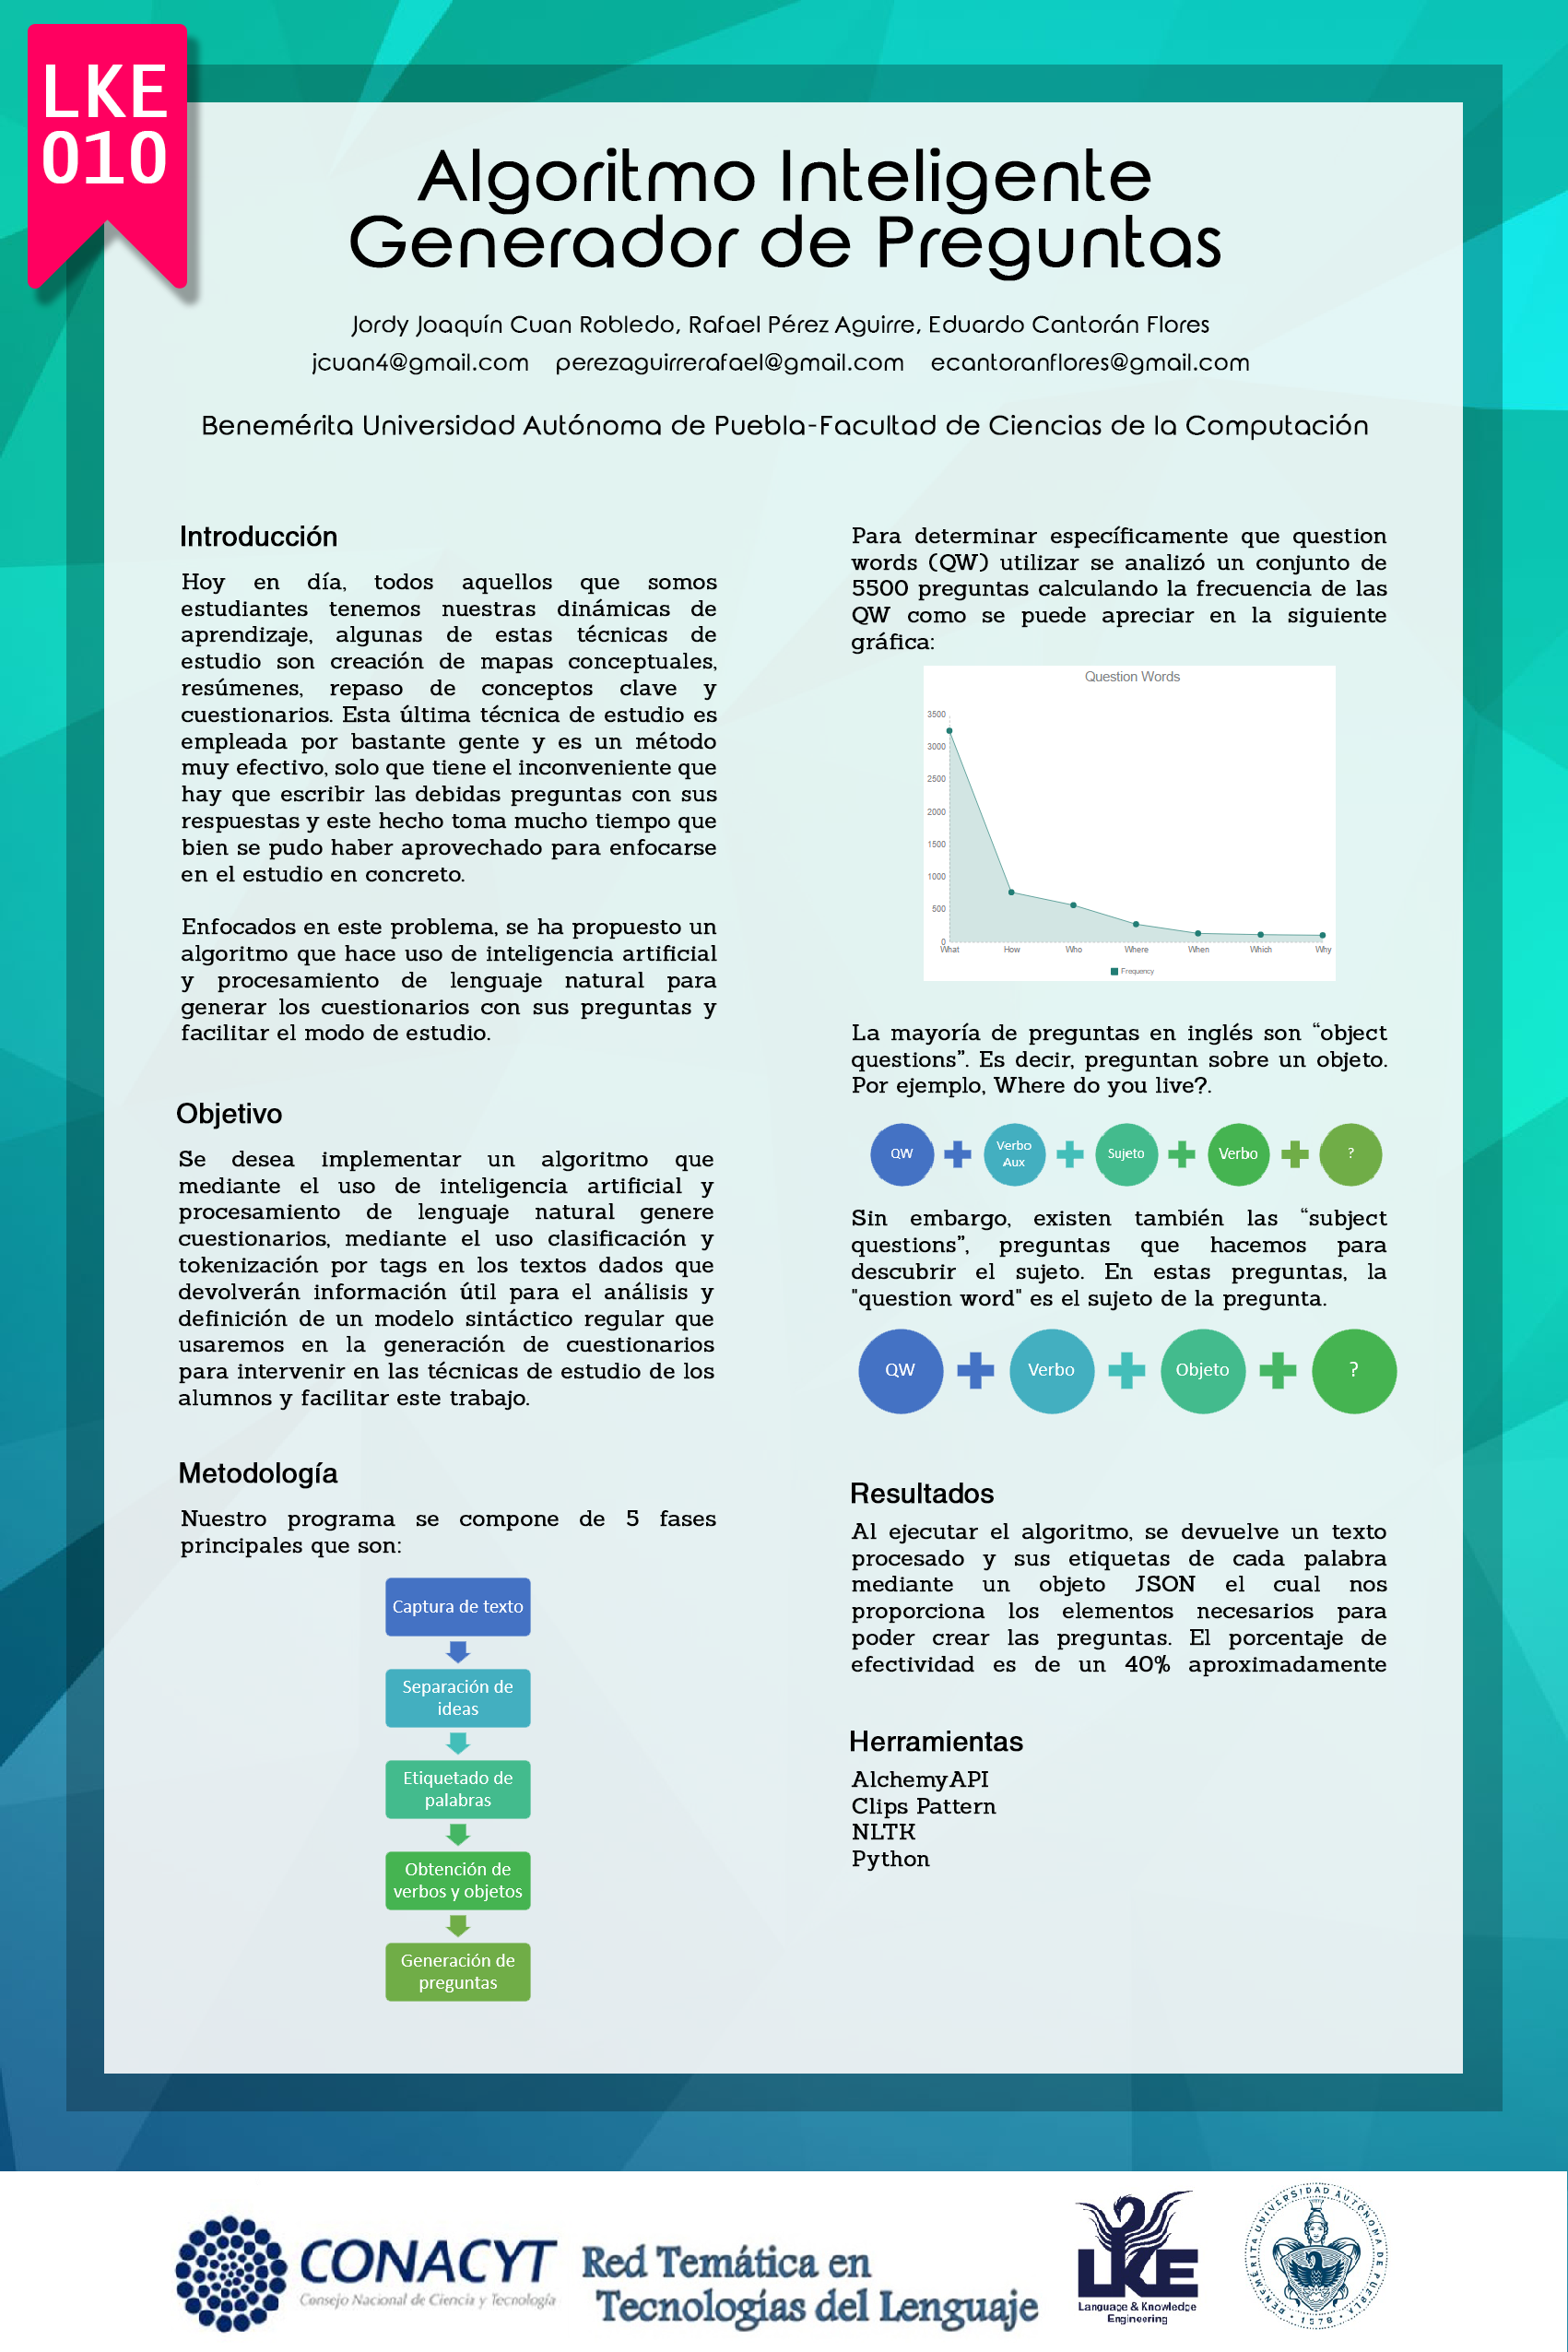 LKE
010
Algoritmo Inteligente
Generador de Preguntas
Jordy Joaquín Cuan Robledo, Rafael Pérez Aguirre, Eduardo Cantorán Flores
jcuan4@gmail.com perezaguirrerafael@gmail.com ecantoranflores@gmail.com
Benemérita Universidad Autónoma de Puebla-Facultad de Ciencias de la Computación
Introducción
Hoy en día, todos aquellos que somos
estudiantes tenemos nuestras dinámicas de
aprendizaje, algunas de estas técnicas de
estudio son creación de mapas conceptuales,
resúmenes, repaso de conceptos clave y
cuestionarios. Esta última técnica de estudio es
empleada por bastante gente y es un método
muy efectivo, solo que tiene el inconveniente que
hay que escribir las debidas preguntas con sus
respuestas y este hecho toma mucho tiempo que
bien se pudo haber aprovechado para enfocarse
en el estudio en concreto.
Enfocados en este problema, se ha propuesto un
algoritmo que hace uso de inteligencia artificial
y procesamiento de lenguaje natural para
generar los cuestionarios con sus preguntas y
facilitar el modo de estudio.
Objetivo
Se desea implementar un algoritmo que
mediante el uso de inteligencia artificial y
procesamiento de lenguaje natural genere
cuestionarios, mediante el uso clasificación y
tokenización por tags en los textos dados que
devolverán información útil para el análisis y
definición de un modelo sintáctico regular que
usaremos en la generación de cuestionarios
para intervenir en las técnicas de estudio de los
alumnos y facilitar este trabajo.
Metodología
Nuestro programa se compone de 5 fases
principales que son:
Captura de texto
Separación de
ideas
Etiquetado de
palabras
Obtención de
verbos y objetos
Generación de
preguntas
Para determinar específicamente que question
words (QW) utilizar se analizó un conjunto de
5500 preguntas calculando la frecuencia de las
QW como se puede apreciar en la siguiente
gráfica:
Question Words
3500
3000
2500
2000
1500
1000
500
0
What How Who Where When Which Why
Frequency
La mayoría de preguntas en inglés son “object
questions”. Es decir, preguntan sobre un objeto.
Por ejemplo, Where do you live?.
QW + Verbo Aux + Sujeto + Verbo + ?
Sin embargo, existen también las “subject
questions”, preguntas que hacemos para
descubrir el sujeto. En estas preguntas, la
"question word" es el sujeto de la pregunta.
QW + Verbo + Objeto + ?
Resultados
Al ejecutar el algoritmo, se devuelve un texto
procesado y sus etiquetas de cada palabra
mediante un objeto JSON el cual nos
proporciona los elementos necesarios para
poder crear las preguntas. El porcentaje de
efectividad es de un 40% aproximadamente
Herramientas
AlchemyAPI
Clips Pattern
NLTK
Python
CONACYT
Consejo Nacional de Ciencia y Tecnología
Red Temática en
Tecnologías del Lenguaje
LKE
Language & Knowledge
Engineering
BENEMÉRITA UNIVERSIDAD AUTÓNOMA DE PUEBLA
1578